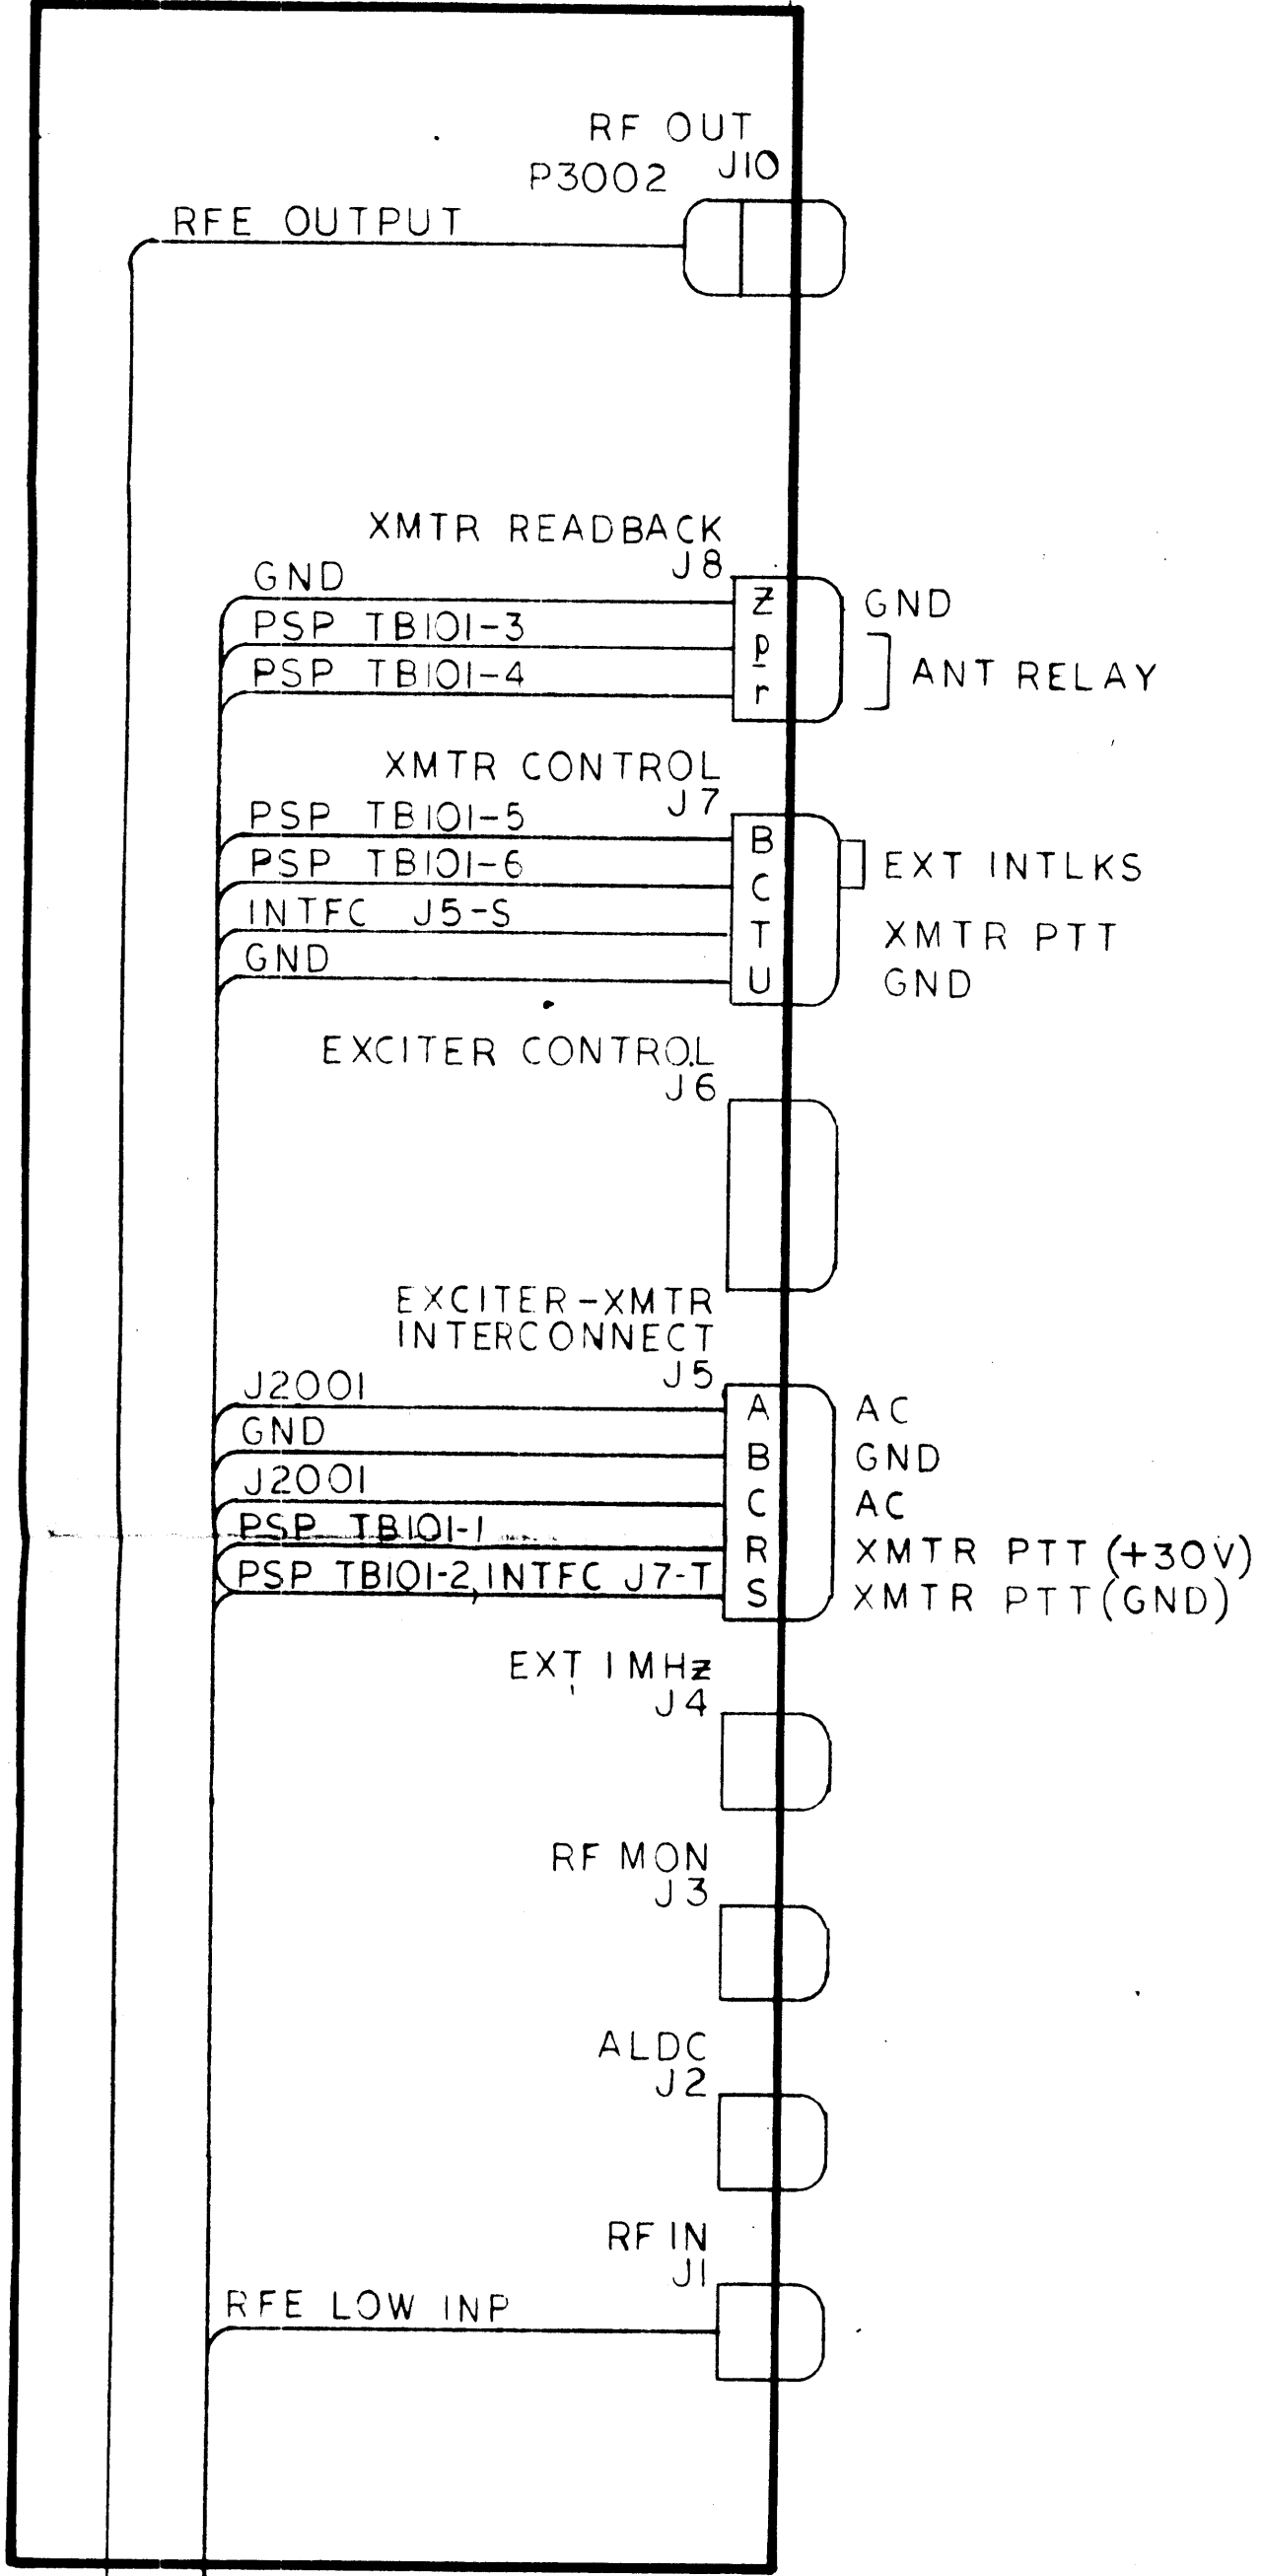 RF OUT
P3002 J10
RFE OUTPUT
XMTR READBACK
J8
GND Z GND
PSP TB101-3 p
PSP TB101-4 r ANT RELAY
XMTR CONTROL
J7
PSP TB101-5 B
PSP TB101-6 C EXT INTLKS
INTFC J5-S T XMTR PTT
GND U GND
EXCITER CONTROL
J6
EXCITER-XMTR
INTERCONNECT
J5
J2001 A AC
GND B GND
J2001 C AC
PSP TB101-1 R XMTR PTT (+30V)
PSP TB101-2, INTFC J7-T S XMTR PTT (GND)
EXT 1MHz
J4
RF MON
J3
ALDC
J2
RF IN
J1
RFE LOW INP